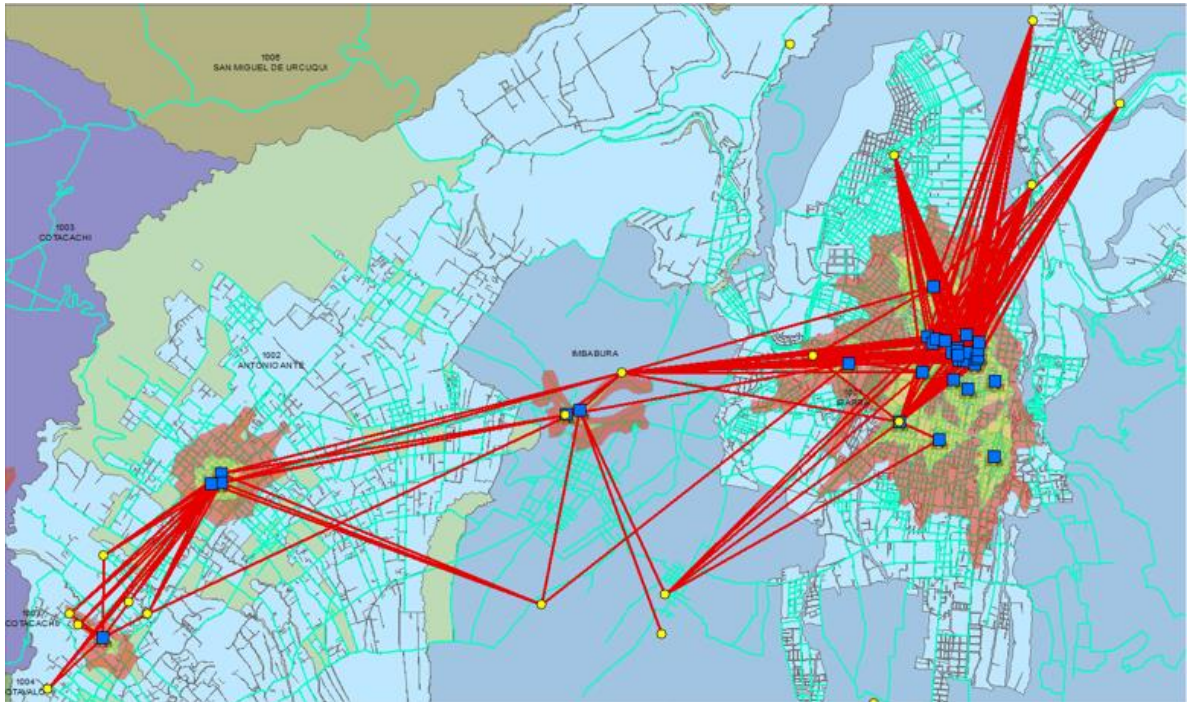 1005
SAN MIGUEL DE URCUQUI
1003
COTACACHI
1002
ANTONIO ANTE
IMBABURA
COTACACHI
1004
OTAVALO